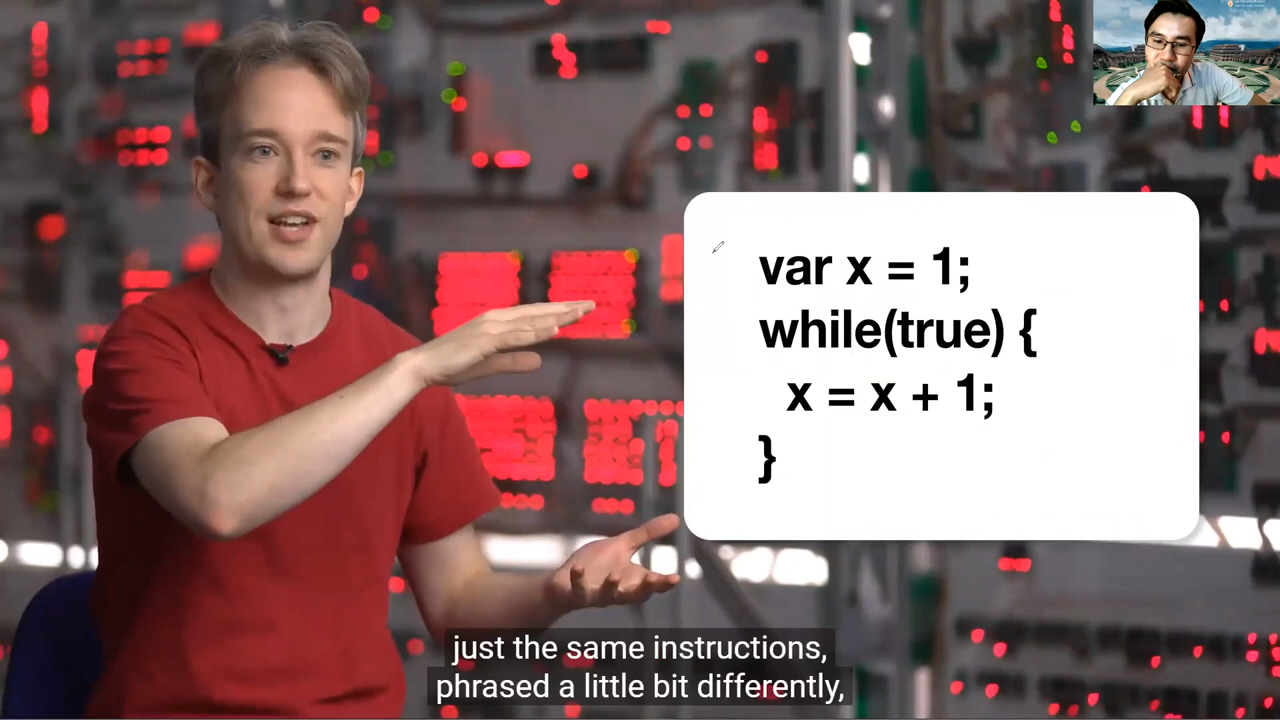 var x = 1;
while(true) {
x = x + 1;
}
just the same instructions,
phrased a little bit differently,